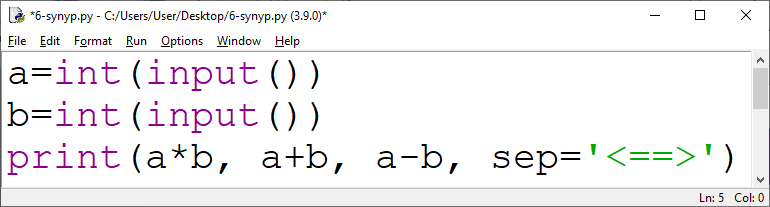 *6-synyp.py - C:/Users/User/Desktop/6-synyp.py (3.9.0)*
File Edit Format Run Options Window Help
a=int(input())
b=int(input())
print(a*b, a+b, a-b, sep='<==>')
Ln: 5 Col: 0